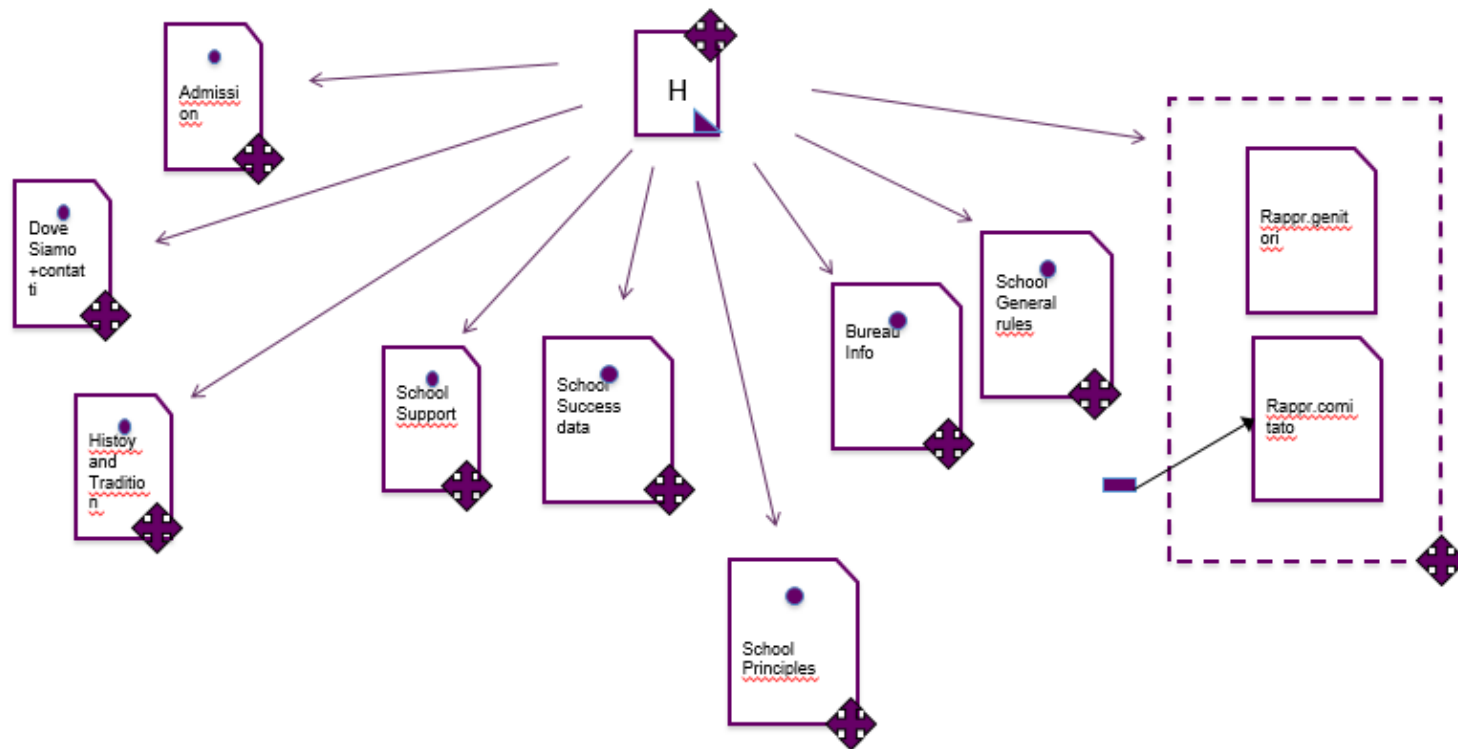 H
Admissi
on
Dove
Siamo
+contat
ti
Histoy
and
Traditio
n
School
Support
School
Success
data
School
Principles
Bureau
Info
School
General
rules
Rappr.genit
ori
Rappr.comi
tato